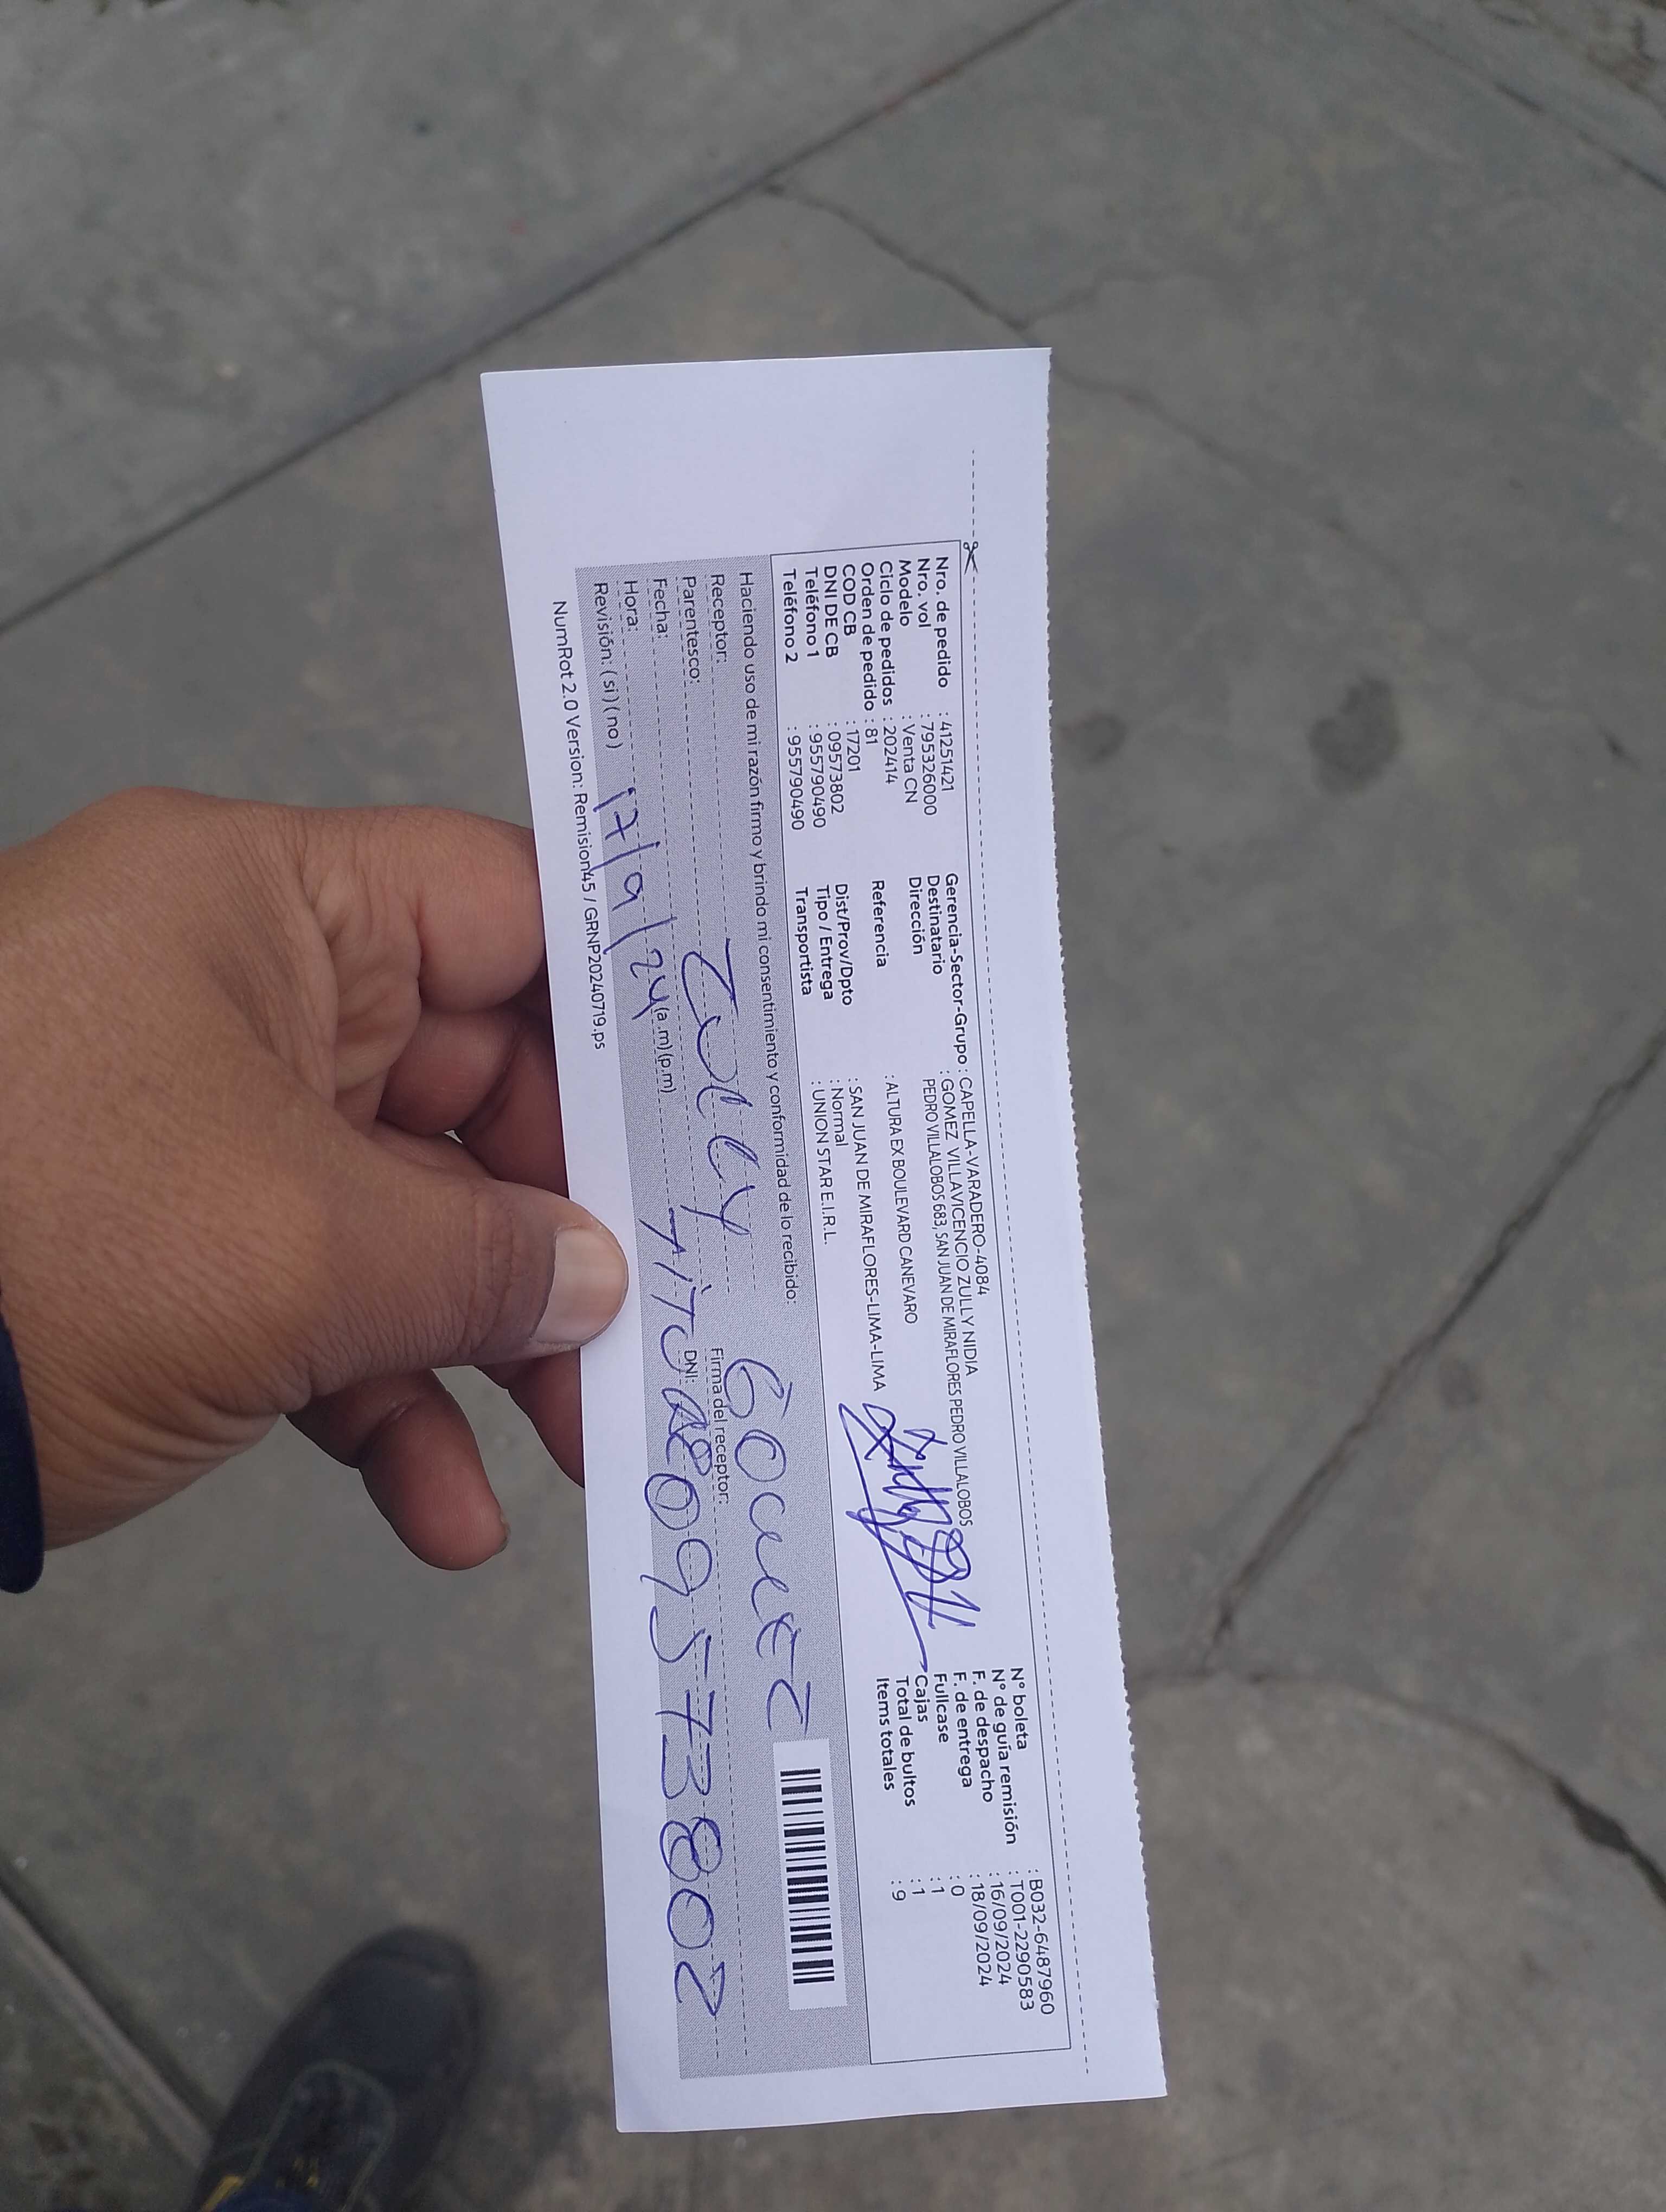 Nro. de pedido : 41251421
Nro. vol : 795326000
Modelo : Venta CN
Ciclo de pedidos : 202414
Orden de pedido : 81
COD CB : 17201
DNI DE CB : 09573802
Teléfono 1 : 955790490
Teléfono 2 : 955790490
Gerencia-Sector-Grupo : CAPELLA-VARADERO-4084
Destinatario : GOMEZ VILLAVICENCIO ZULLY NIDIA
Dirección PEDRO VILLALOBOS 683, SAN JUAN DE MIRAFLORES PEDRO VILLALOBOS
Referencia : ALTURA EX BOULEVARD CANEVARO
Dist/Prov/Dpto : SAN JUAN DE MIRAFLORES-LIMA-LIMA
Tipo / Entrega : Normal
Transportista : UNION STAR E.I.R.L.
N° boleta : B032-6487960
N° de guía remisión : T001-2290583
F. de despacho : 16/09/2024
F. de entrega : 18/09/2024
Fullcase : 0
Cajas : 1
Total de bultos : 1
Items totales : 9
Haciendo uso de mi razón firmo y brindo mi consentimiento y conformidad de lo recibido:
Receptor: Zully Gomez
Parentesco: Titular
Firma del receptor:
Fecha: 17/9/24
DNI: 09573802
Hora: (a.m) (p.m)
Revisión: ( si ) ( no )
NumRot 2.0 Version: Remision45 / GRNP20240719.ps